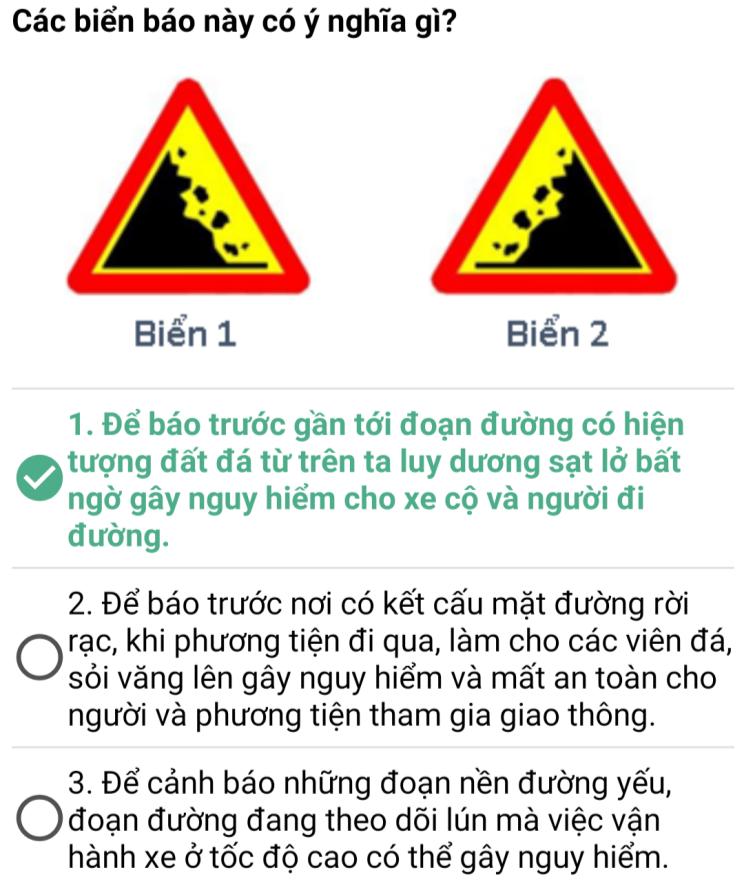 Các biển báo này có ý nghĩa gì?
Biển 1
Biển 2
1. Để báo trước gần tới đoạn đường có hiện
tượng đất đá từ trên ta luy dương sạt lở bất
ngờ gây nguy hiểm cho xe cộ và người đi
đường.
2. Để báo trước nơi có kết cấu mặt đường rời
rạc, khi phương tiện đi qua, làm cho các viên đá,
sỏi văng lên gây nguy hiểm và mất an toàn cho
người và phương tiện tham gia giao thông.
3. Để cảnh báo những đoạn nền đường yếu,
đoạn đường đang theo dõi lún mà việc vận
hành xe ở tốc độ cao có thể gây nguy hiểm.